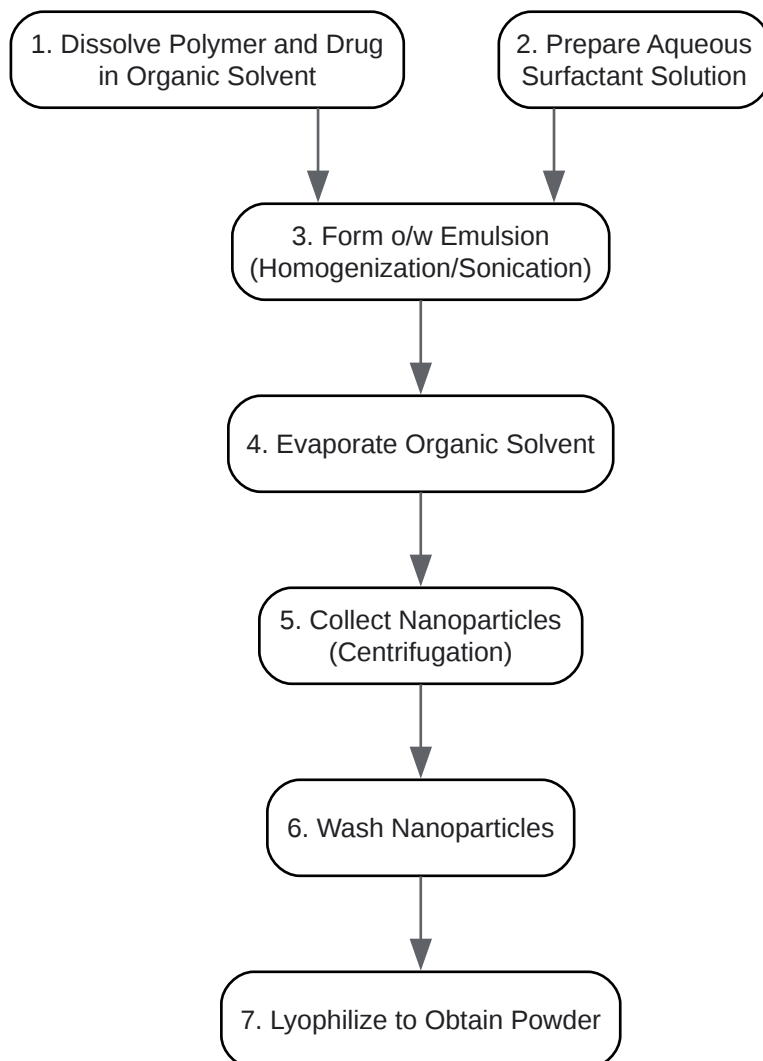 1. Dissolve Polymer and Drug
in Organic Solvent
2. Prepare Aqueous
Surfactant Solution
3. Form o/w Emulsion
(Homogenization/Sonication)
4. Evaporate Organic Solvent
5. Collect Nanoparticles
(Centrifugation)
6. Wash Nanoparticles
7. Lyophilize to Obtain Powder